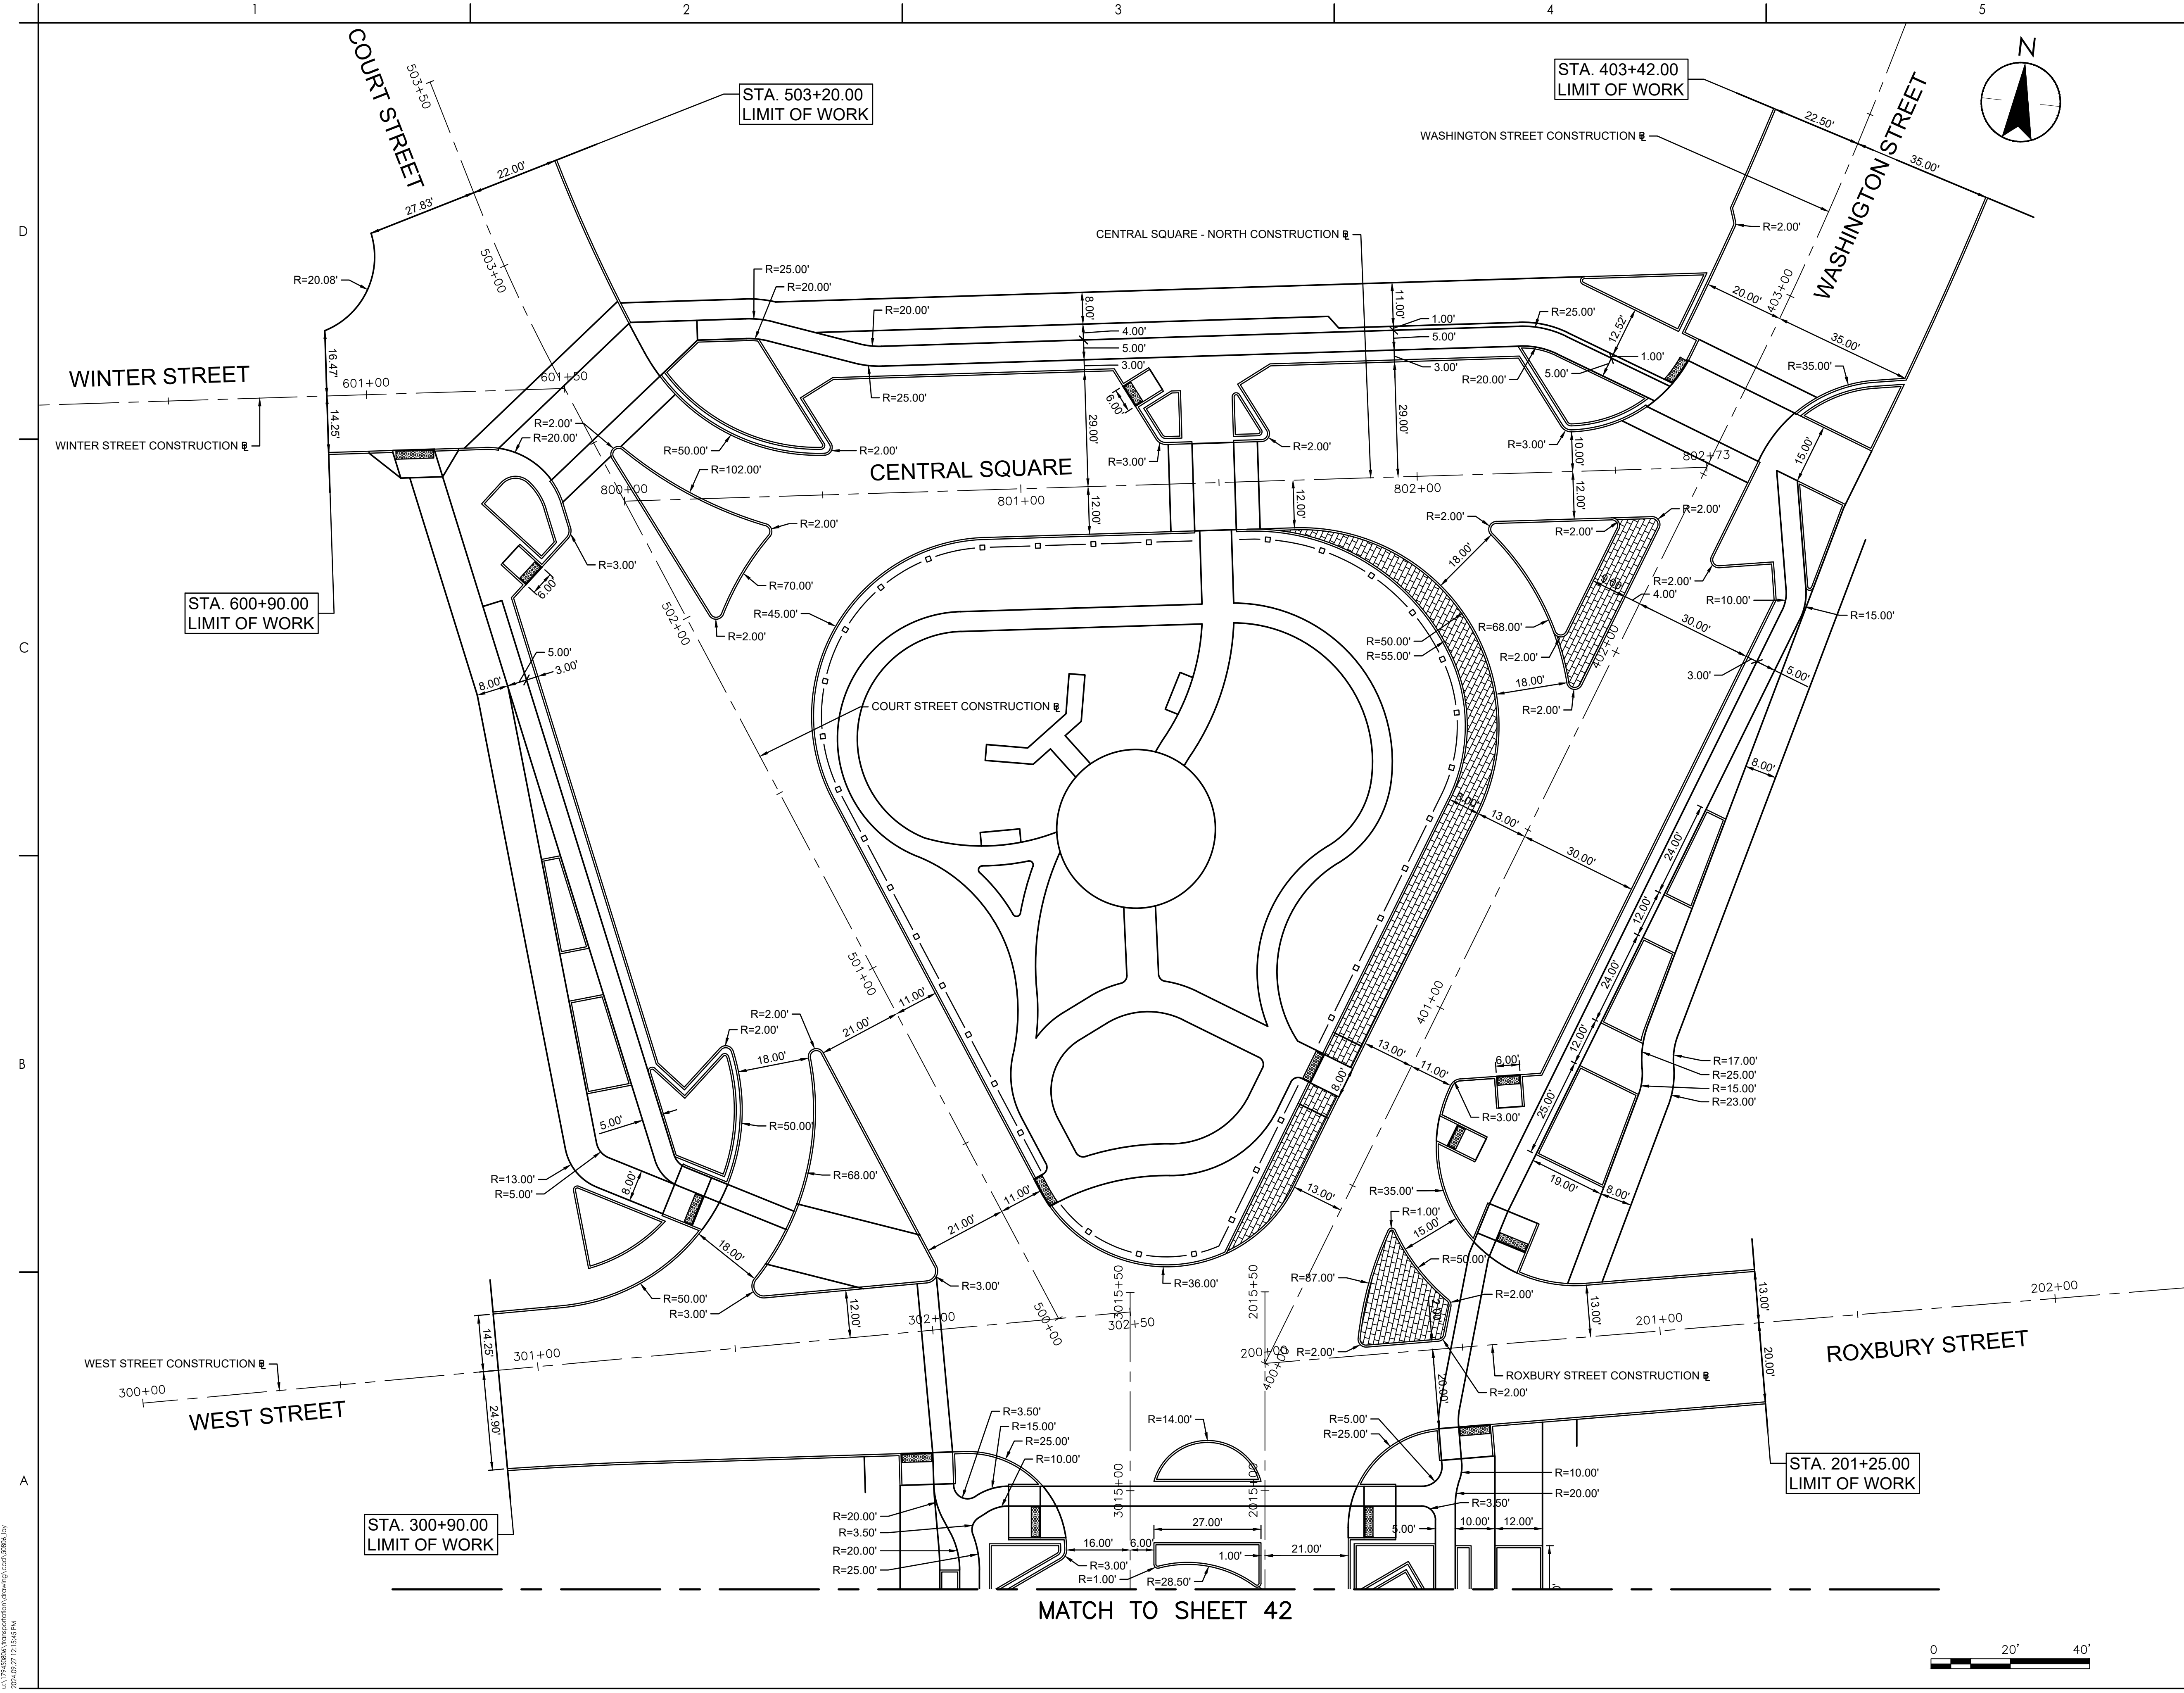 1
2
3
4
5
D
C
B
A
N
COURT STREET
503+50
STA. 503+20.00
LIMIT OF WORK
22.00'
27.83'
503+00
R=20.08'
STA. 403+42.00
LIMIT OF WORK
WASHINGTON STREET CONSTRUCTION
22.50'
35.00'
WASHINGTON STREET
R=2.00'
CENTRAL SQUARE - NORTH CONSTRUCTION
403+00
20.00'
35.00'
R=35.00'
R=25.00'
R=20.00'
R=20.00'
8.00'
4.00'
5.00'
3.00'
11.00'
1.00'
5.00'
3.00'
R=25.00'
12.52'
1.00'
5.00'
R=20.00'
WINTER STREET
601+00
601+50
16.47'
14.25'
WINTER STREET CONSTRUCTION
R=2.00'
R=20.00'
R=25.00'
R=50.00'
R=2.00'
R=102.00'
6.00'
29.00'
29.00'
R=3.00'
R=2.00'
R=3.00'
10.00'
802+73
15.00'
CENTRAL SQUARE
800+00
801+00
802+00
12.00'
12.00'
12.00'
R=2.00'
R=2.00'
R=2.00'
R=2.00'
18.00'
R=3.00'
6.00'
R=70.00'
R=45.00'
R=2.00'
502+00
STA. 600+90.00
LIMIT OF WORK
9.00'
R=2.00'
4.00'
R=10.00'
R=15.00'
30.00'
R=68.00'
R=50.00'
R=55.00'
R=2.00'
402+00
18.00'
R=2.00'
3.00'
5.00'
5.00'
3.00'
8.00'
COURT STREET CONSTRUCTION
8.00'
8.00'
13.00'
30.00'
24.00'
12.00'
24.00'
12.00'
25.00'
501+00
11.00'
21.00'
401+00
R=2.00'
R=2.00'
18.00'
R=50.00'
5.00'
R=68.00'
R=13.00'
R=5.00'
8.00'
13.00'
11.00'
8.00'
6.00'
R=3.00'
R=17.00'
R=25.00'
R=15.00'
R=23.00'
19.00'
8.00'
R=35.00'
13.00'
11.00'
21.00'
18.00'
R=1.00'
15.00'
R=50.00'
R=87.00'
R=2.00'
R=36.00'
R=3.00'
R=50.00'
R=3.00'
12.00'
14.25'
24.90'
302+00
500+00
3015+50
302+50
2015+50
200+00
400+00
R=2.00'
20.00'
R=2.00'
ROXBURY STREET CONSTRUCTION
13.00'
201+00
13.00'
20.00'
202+00
ROXBURY STREET
WEST STREET CONSTRUCTION
301+00
300+00
WEST STREET
R=3.50'
R=15.00'
R=25.00'
R=10.00'
R=14.00'
R=5.00'
R=25.00'
3015+00
2015+00
R=10.00'
R=20.00'
R=3.50'
STA. 201+25.00
LIMIT OF WORK
STA. 300+90.00
LIMIT OF WORK
R=20.00'
R=3.50'
R=20.00'
R=25.00'
27.00'
16.00'
6.00'
1.00'
21.00'
5.00'
10.00'
12.00'
R=3.00'
R=1.00'
R=28.50'
MATCH TO SHEET 42
0 20' 40'
2024.09.27 12:15:45 PM